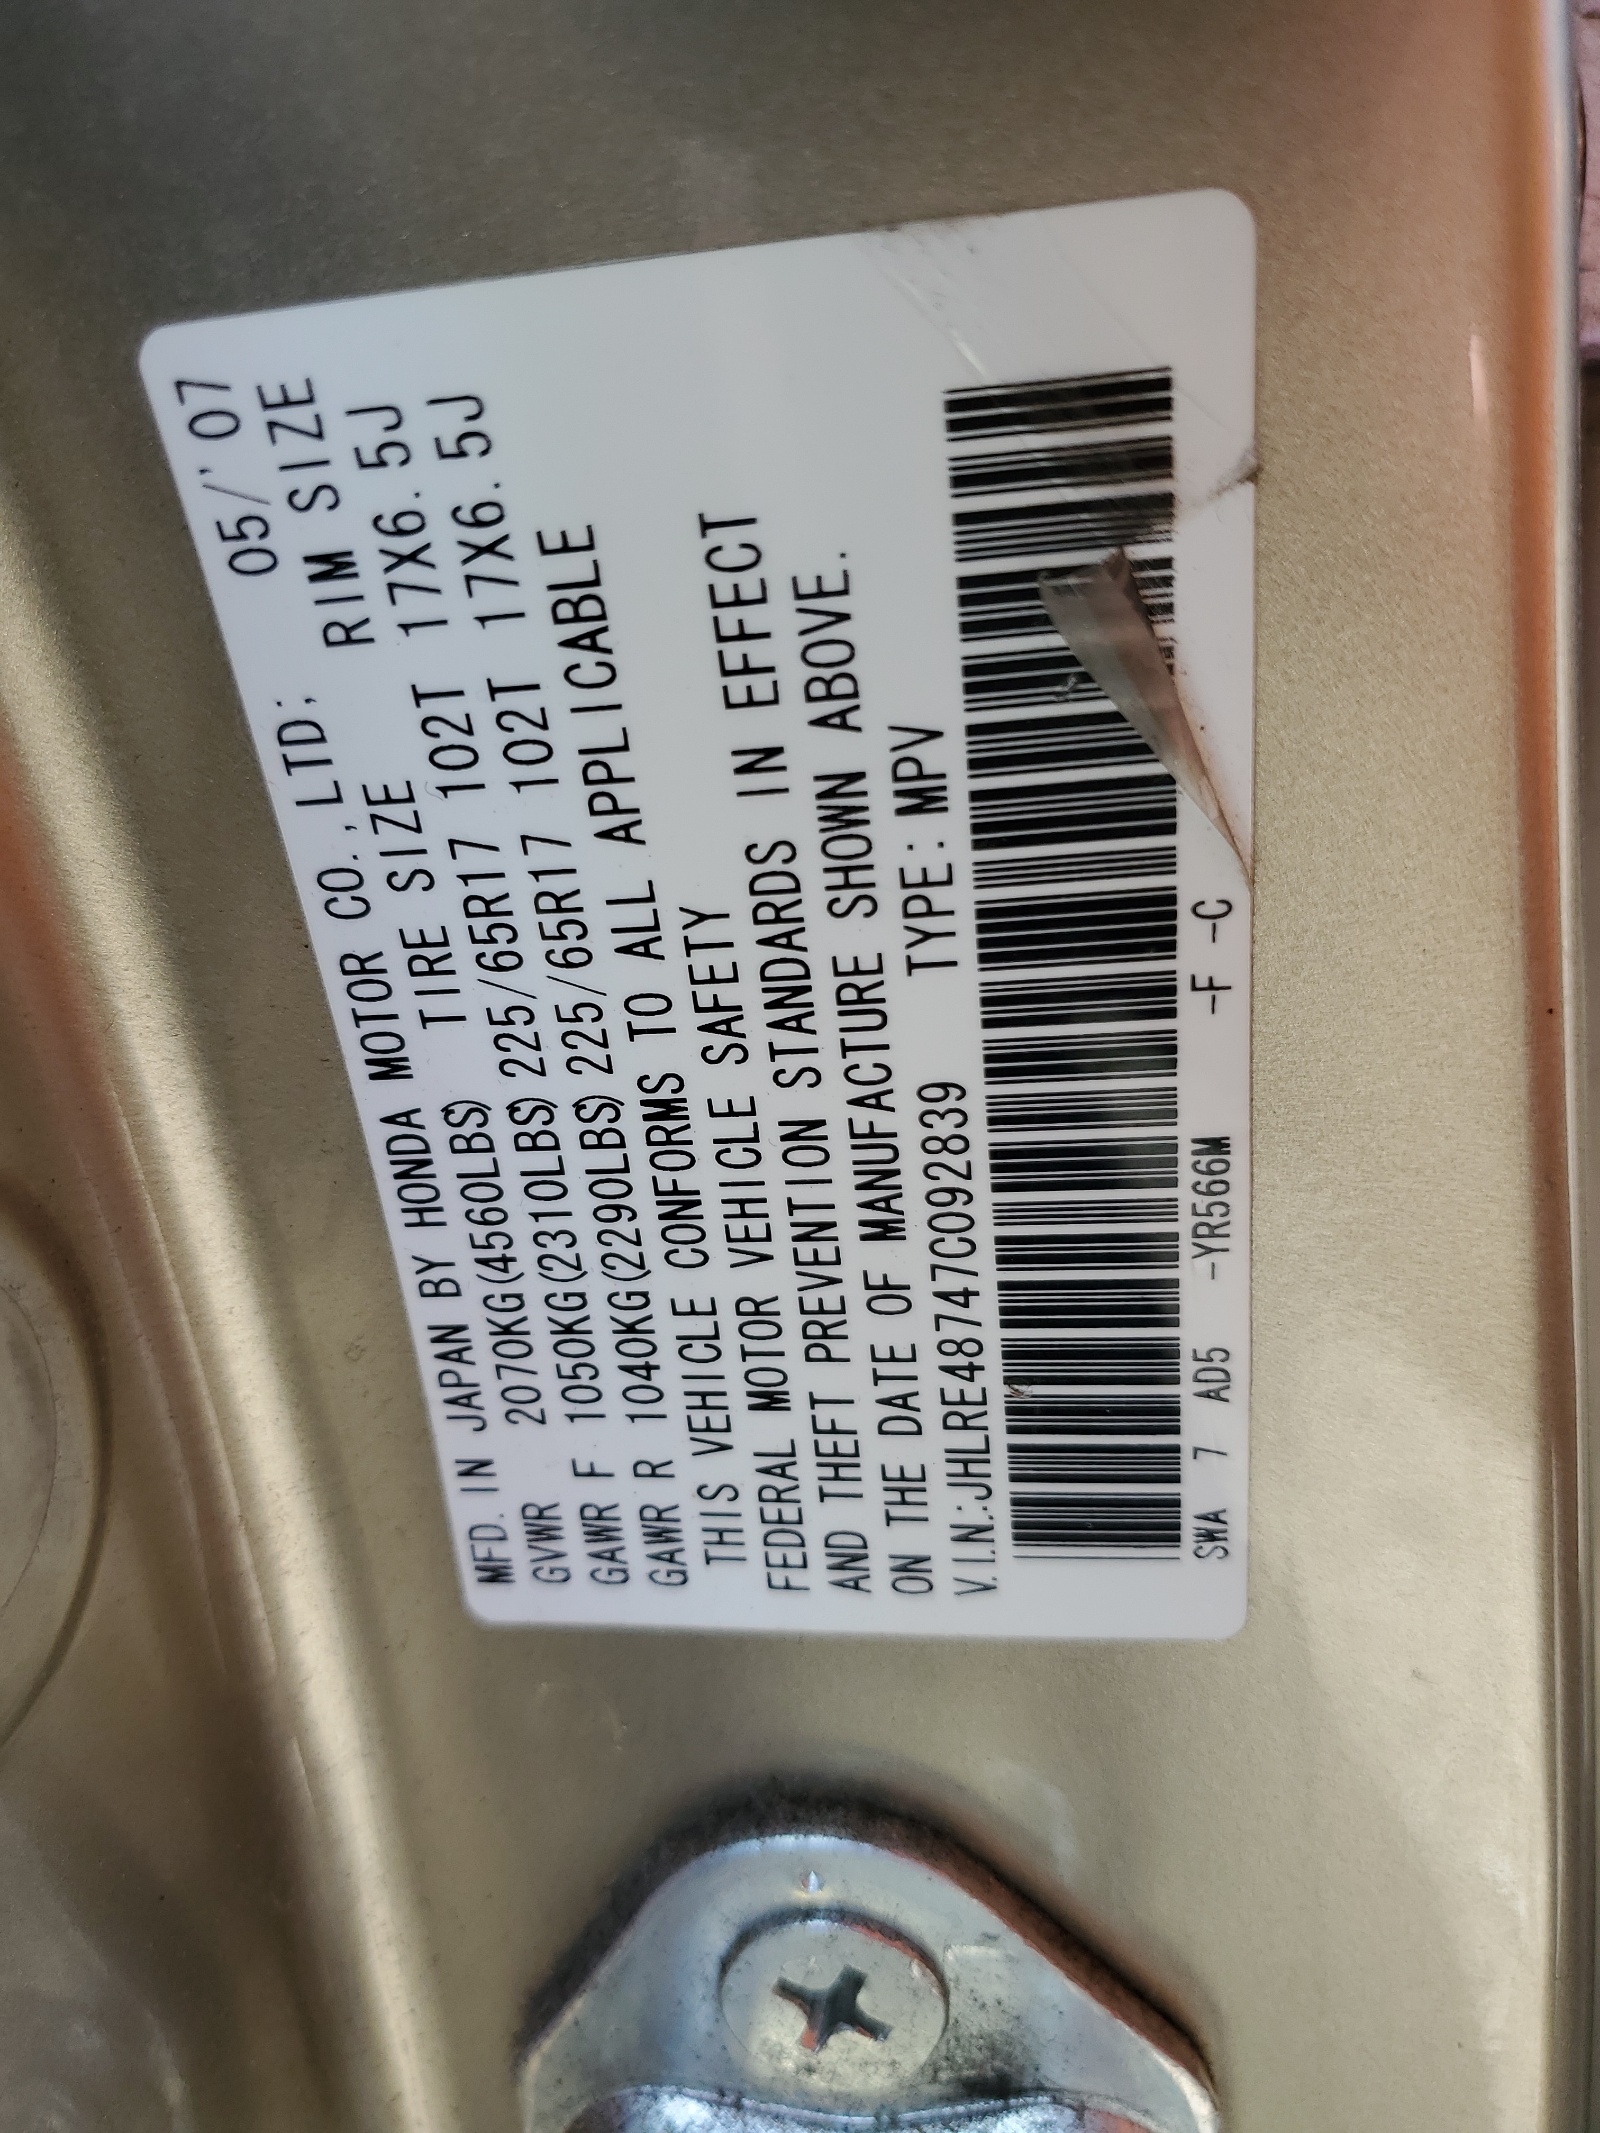 MFD. IN JAPAN BY HONDA MOTOR CO., LTD; 05/'07
GVWR 2070KG(4560LBS) TIRE SIZE RIM SIZE
GAWR F 1050KG(2310LBS) 225/65R17 102T 17X6.5J
GAWR R 1040KG(2290LBS) 225/65R17 102T 17X6.5J
THIS VEHICLE CONFORMS TO ALL APPLICABLE
FEDERAL MOTOR VEHICLE SAFETY
AND THEFT PREVENTION STANDARDS IN EFFECT
ON THE DATE OF MANUFACTURE SHOWN ABOVE.
V.I.N.:JHLRE48747C092839 TYPE:MPV
SWA 7 AD5 -YR566M -F -C